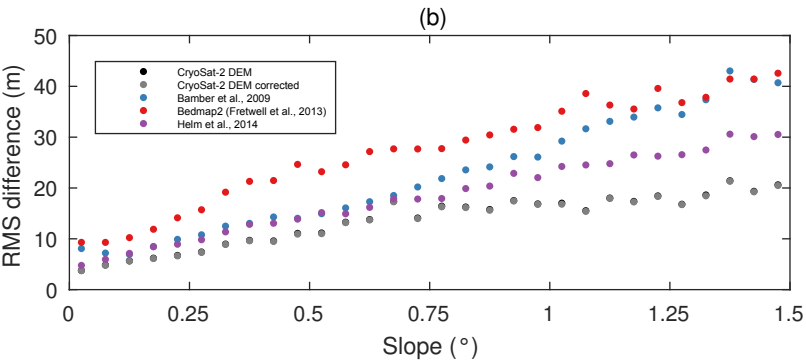 (b)
50
40
30
20
10
0
RMS difference (m)
CryoSat-2 DEM
CryoSat-2 DEM corrected
Bamber et al., 2009
Bedmap2 (Fretwell et al., 2013)
Helm et al., 2014
0 0.25 0.5 0.75 1 1.25 1.5
Slope (°)